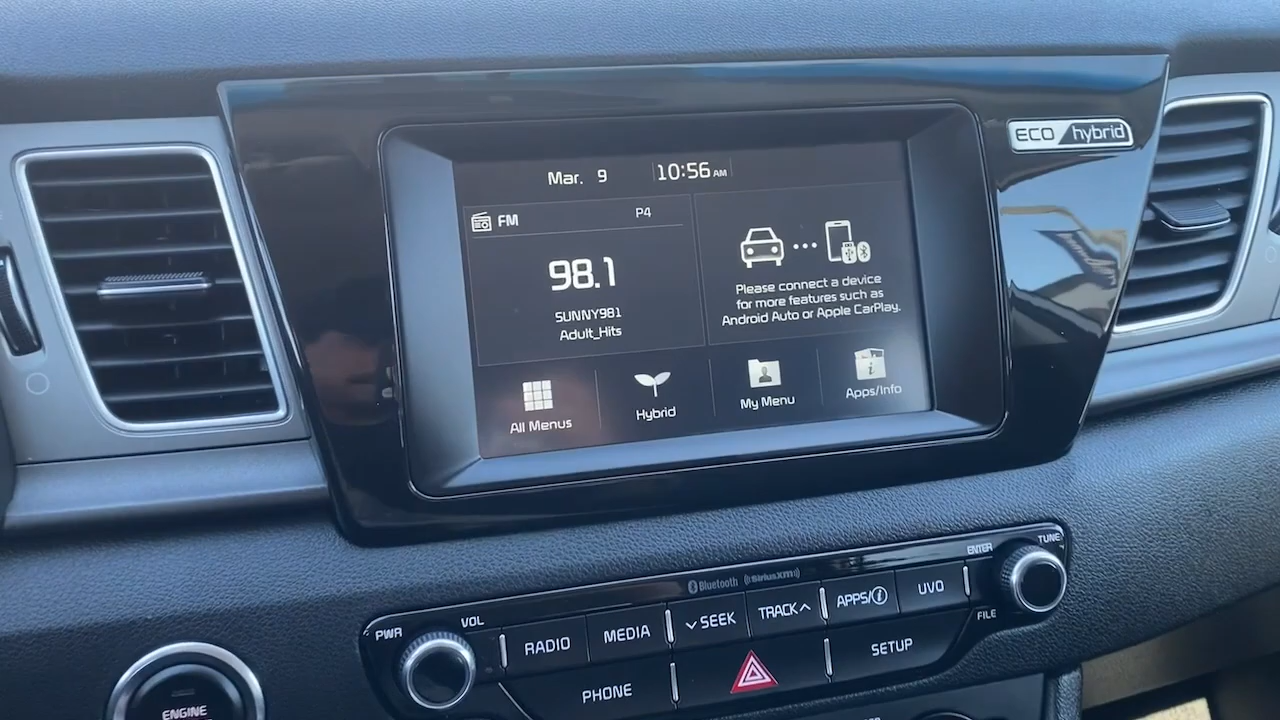 ECO hybrid
Mar. 9
10:56 AM
FM
P4
98.1
SUNNY981
Adult_Hits
Please connect a device
for more features such as
Android Auto or Apple CarPlay.
All Menus
Hybrid
My Menu
Apps/Info
Bluetooth
SiriusXM
ENTER
TUNE
PWR
VOL
RADIO
MEDIA
SEEK
TRACK
APPS/i
UVO
FILE
PHONE
SETUP
ENGINE